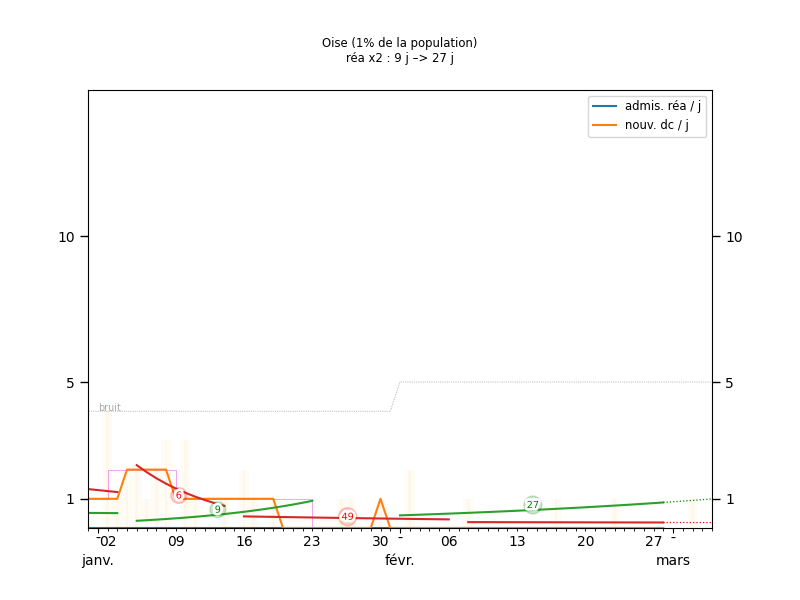 Oise (1% de la population)
réa x2 : 9 j –> 27 j
admis. réa / j
nouv. dc / j
10
10
5
5
bruit
1
1
6
9
49
27
02
09
16
23
30
06
13
20
27
janv.
févr.
mars